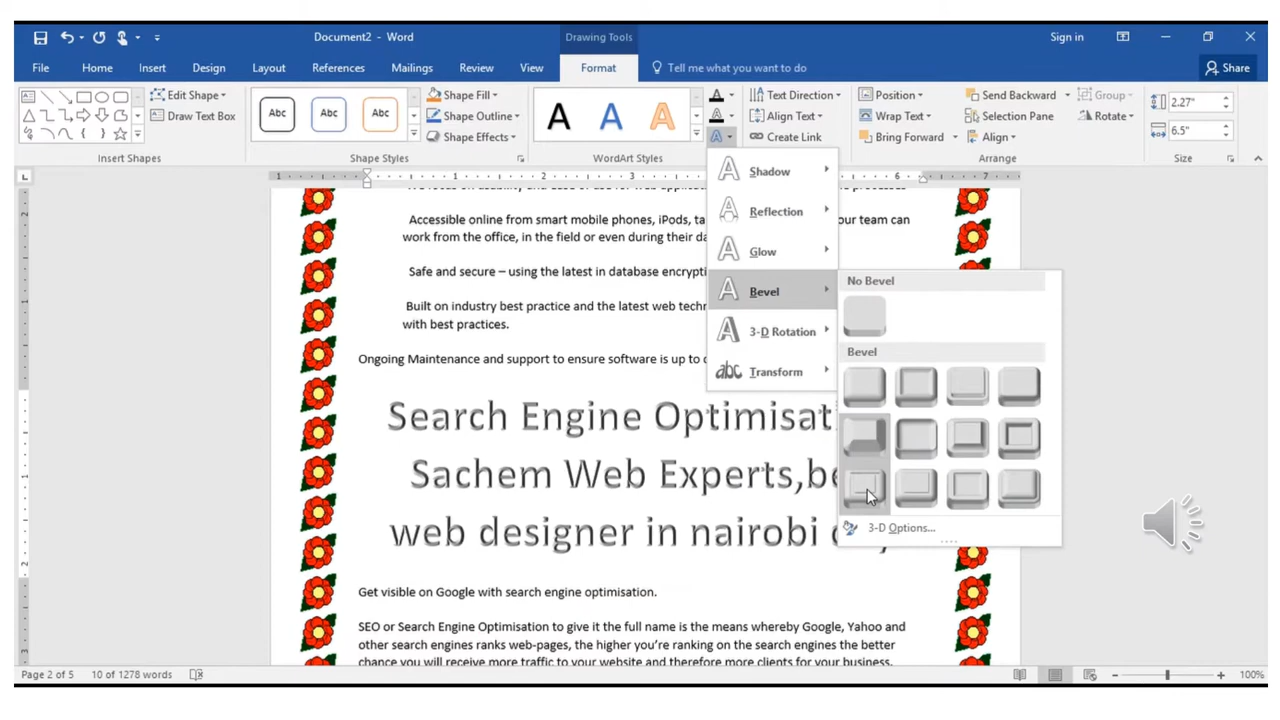 Document2 - Word
Drawing Tools
Sign in
File Home Insert Design Layout References Mailings Review View Format Tell me what you want to do Share
Edit Shape
Draw Text Box
Insert Shapes
Abc Abc Abc
Shape Fill
Shape Outline
Shape Effects
Shape Styles
A A A
WordArt Styles
Text Direction
Align Text
Create Link
Position
Wrap Text
Bring Forward
Send Backward
Selection Pane
Align
Group
Rotate
Arrange
2.27"
6.5"
Size
Shadow
Reflection
Glow
Bevel
3-D Rotation
Transform
No Bevel
Bevel
3-D Options...
1 1 2 3 6 7
Accessible online from smart mobile phones, iPods, ur team can
work from the office, in the field or even during their
Safe and secure – using the latest in database
Built on industry best practice and the latest web
with best practices.
Ongoing Maintenance and support to ensure software is up to
Search Engine
Sachem Web Experts,
web designer in nairobi
Get visible on Google with search engine optimisation.
SEO or Search Engine Optimisation to give it the full name is the means whereby Google, Yahoo and
other search engines ranks web-pages, the higher you're ranking on the search engines the better
chance you will receive more traffic to your website and therefore more clients for your business.
Page 2 of 5 10 of 1278 words 100%